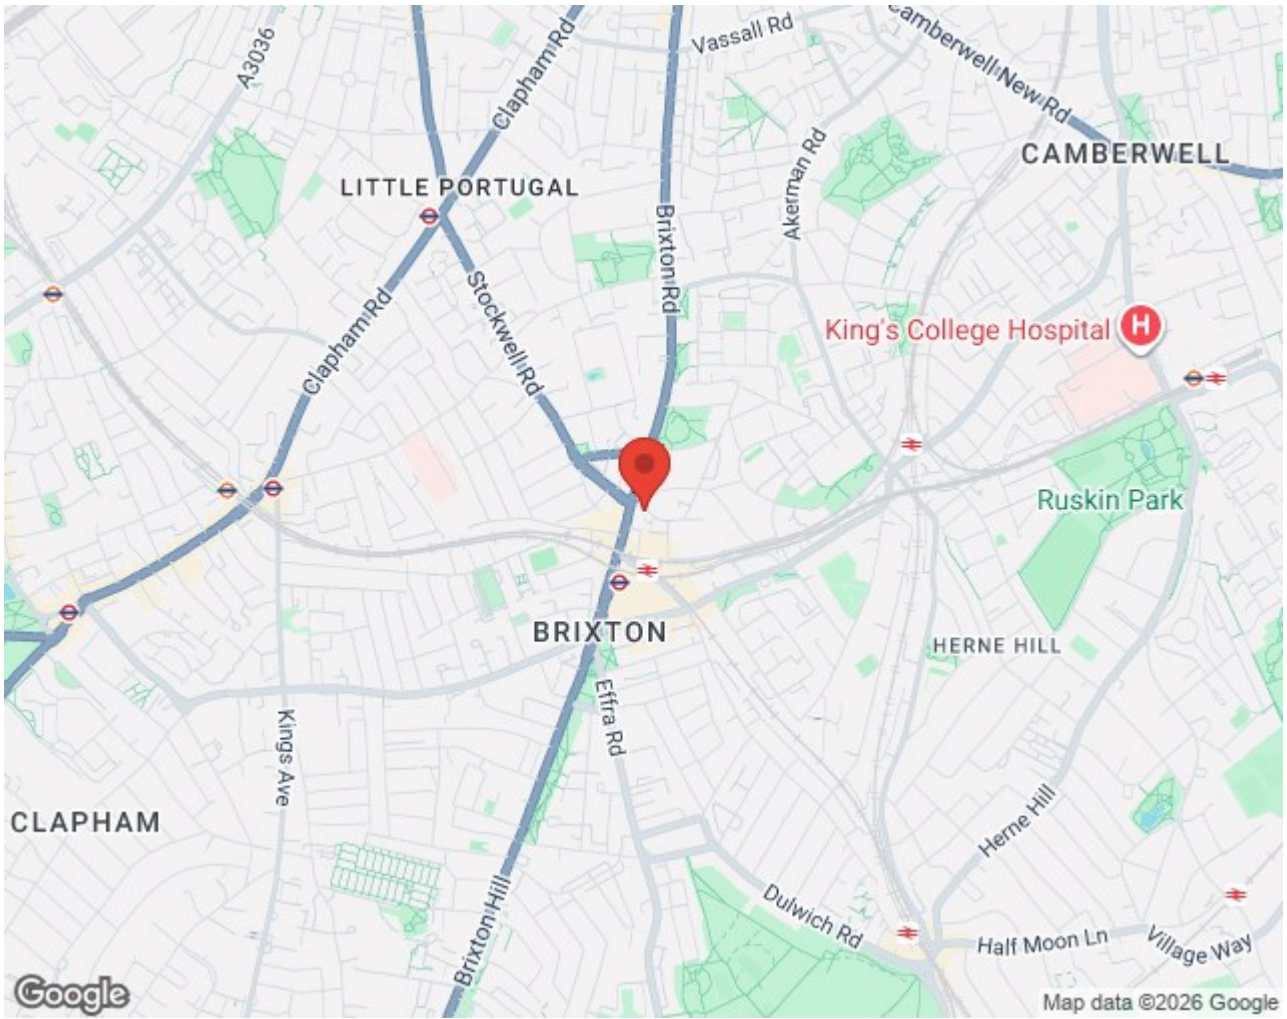 A3036
Clapham Rd
Vassall Rd
Camberwell New Rd
CAMBERWELL
LITTLE PORTUGAL
Akerman Rd
Brixton Rd
Stockwell Rd
Clapham Rd
King's College Hospital
H
Ruskin Park
BRIXTON
HERNE HILL
Effra Rd
Kings Ave
CLAPHAM
Herne Hill
Brixton Hill
Dulwich Rd
Half Moon Ln
Village Way
Google
Map data ©2026 Google